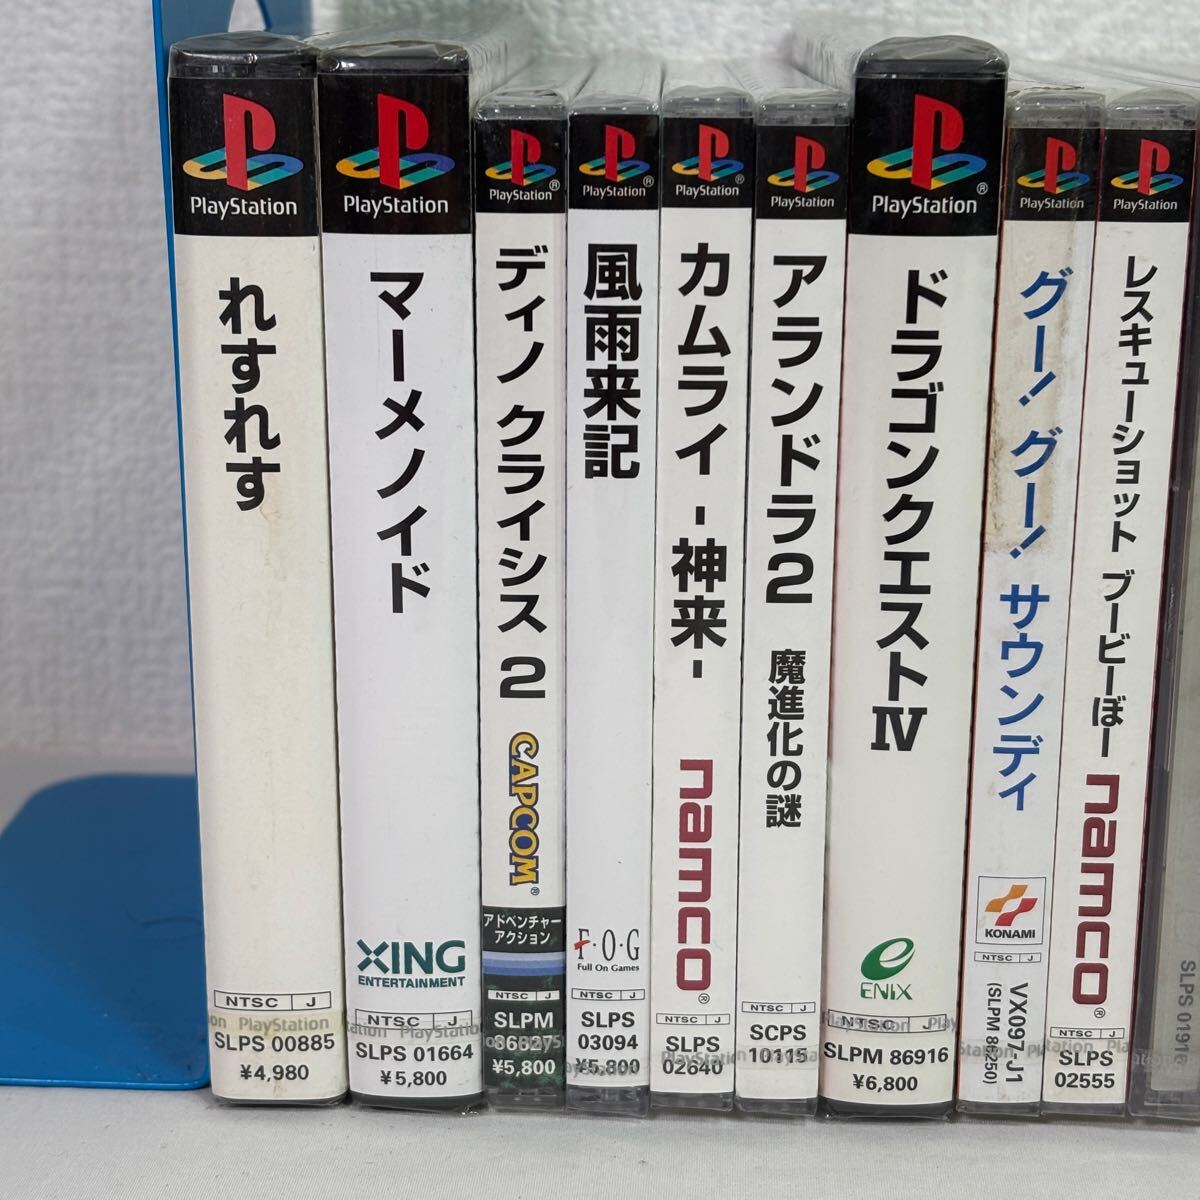 PlayStation
れすれす
NTSC J
PlayStation
SLPS 00885
¥4,980
PlayStation
マーメノイド
XING
ENTERTAINMENT
NTSC J
PlayStation
SLPS 01664
¥5,800
PlayStation®
ディノ クライシス 2
CAPCOM®
アドベンチャー
アクション
NTSC J
SLPM
86627
¥5,800
PlayStation®
風雨来記
F·O·G
Full On Games
NTSC J
SLPS
03094
¥5,800
PlayStation
PlayStation®
カムライ -神来-
namco®
NTSC J
SLPS
02640
PlayStation
アランドラ2 魔進化の謎
NTSC J
SCPS
10115
PlayStation®
ドラゴンクエストⅣ
ENIX
NTSC J
SLPM 86916
¥6,800
PlayStation
グー!グー!サウンディ
KONAMI
NTSC J
VX097-J1
(SLPM 86250)
PlayStation
レスキューショット ブービーぼー
namco®
NTSC J
SLPS
02555